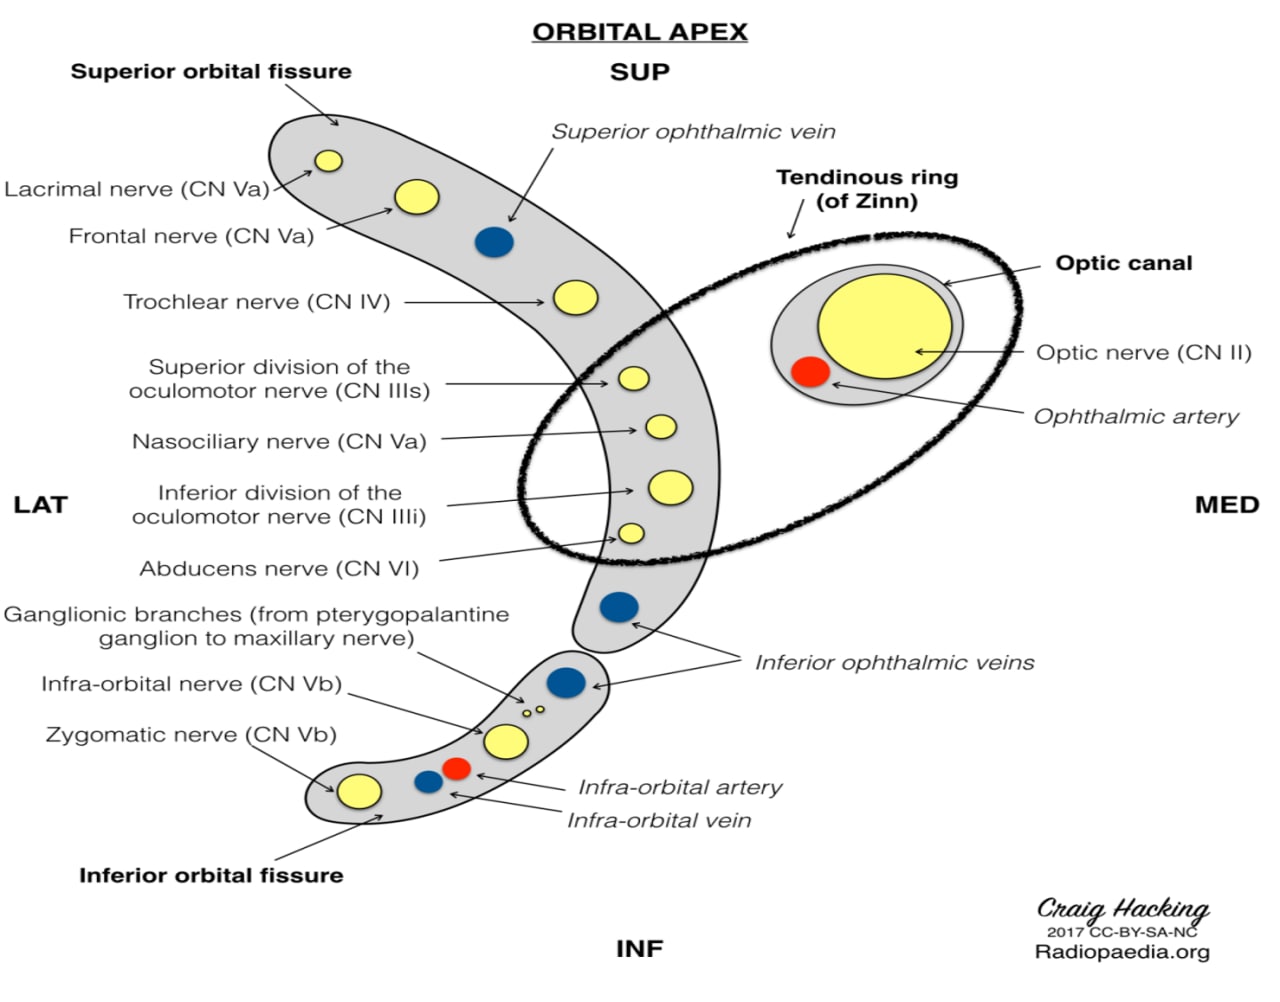 ORBITAL APEX
SUP
Superior orbital fissure
Superior ophthalmic vein
Tendinous ring
(of Zinn)
Lacrimal nerve (CN Va)
Frontal nerve (CN Va)
Optic canal
Trochlear nerve (CN IV)
Optic nerve (CN II)
Superior division of the
oculomotor nerve (CN IIIs)
Ophthalmic artery
Nasociliary nerve (CN Va)
LAT
MED
Inferior division of the
oculomotor nerve (CN IIIi)
Abducens nerve (CN VI)
Ganglionic branches (from pterygopalantine
ganglion to maxillary nerve)
Inferior ophthalmic veins
Infra-orbital nerve (CN Vb)
Zygomatic nerve (CN Vb)
Infra-orbital artery
Infra-orbital vein
Inferior orbital fissure
INF
Craig Hacking
2017 CC-BY-SA-NC
Radiopaedia.org